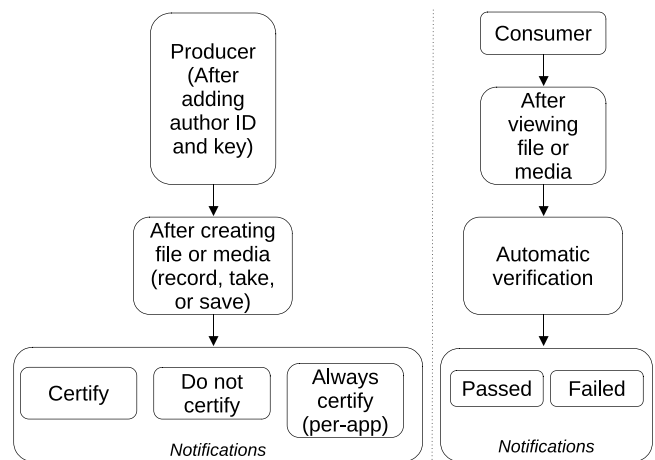 Producer
(After
adding
author ID
and key)
After creating
file or media
(record, take,
or save)
Certify
Do not
certify
Always
certify
(per-app)
Notifications
Consumer
After
viewing
file or
media
Automatic
verification
Passed
Failed
Notifications